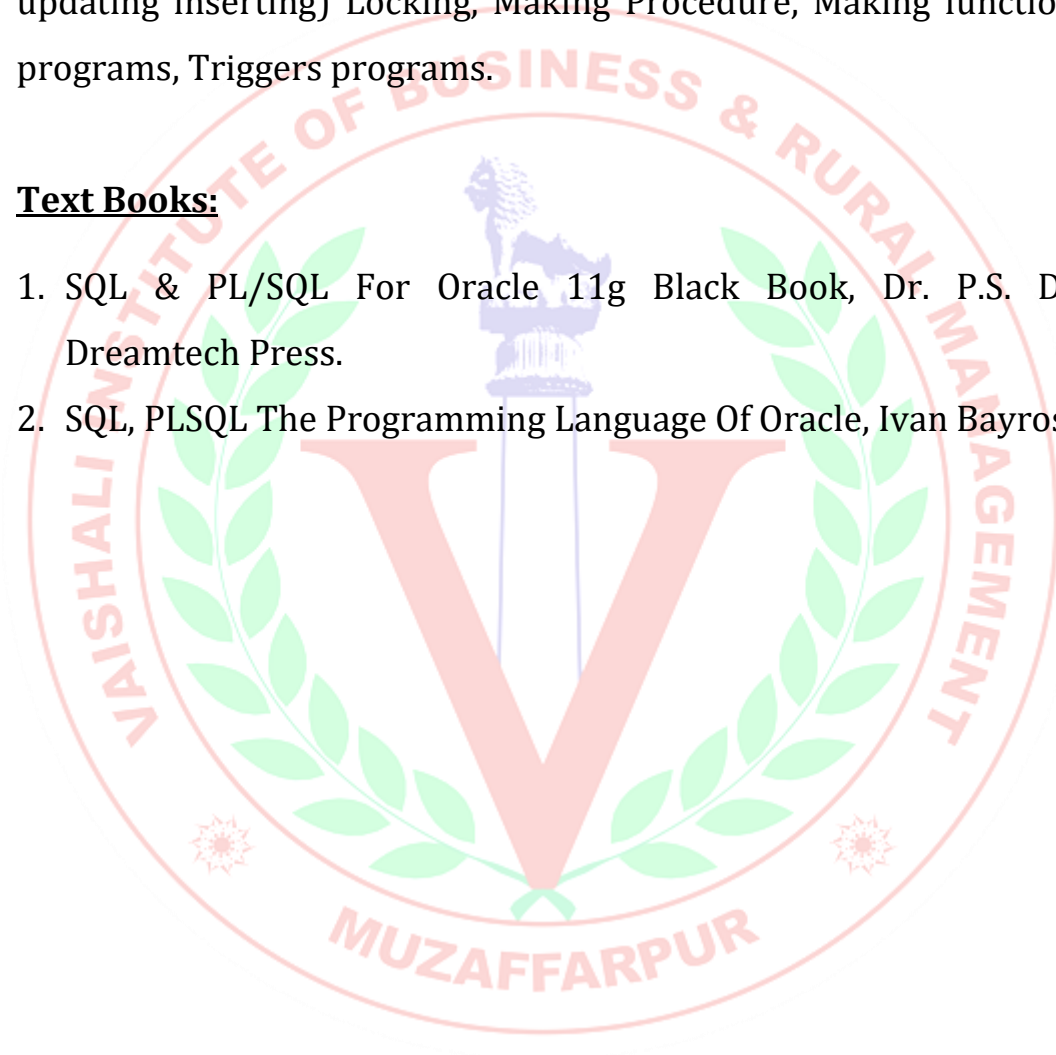 updating inserting) Locking, Making Procedure, Making functio
programs, Triggers programs.
Text Books:
1. SQL & PL/SQL For Oracle 11g Black Book, Dr. P.S. D
Dreamtech Press.
2. SQL, PLSQL The Programming Language Of Oracle, Ivan Bayros
VAISHALI INSTITUTE OF BUSINESS & RURAL MANAGEMENT
MUZAFFARPUR
V